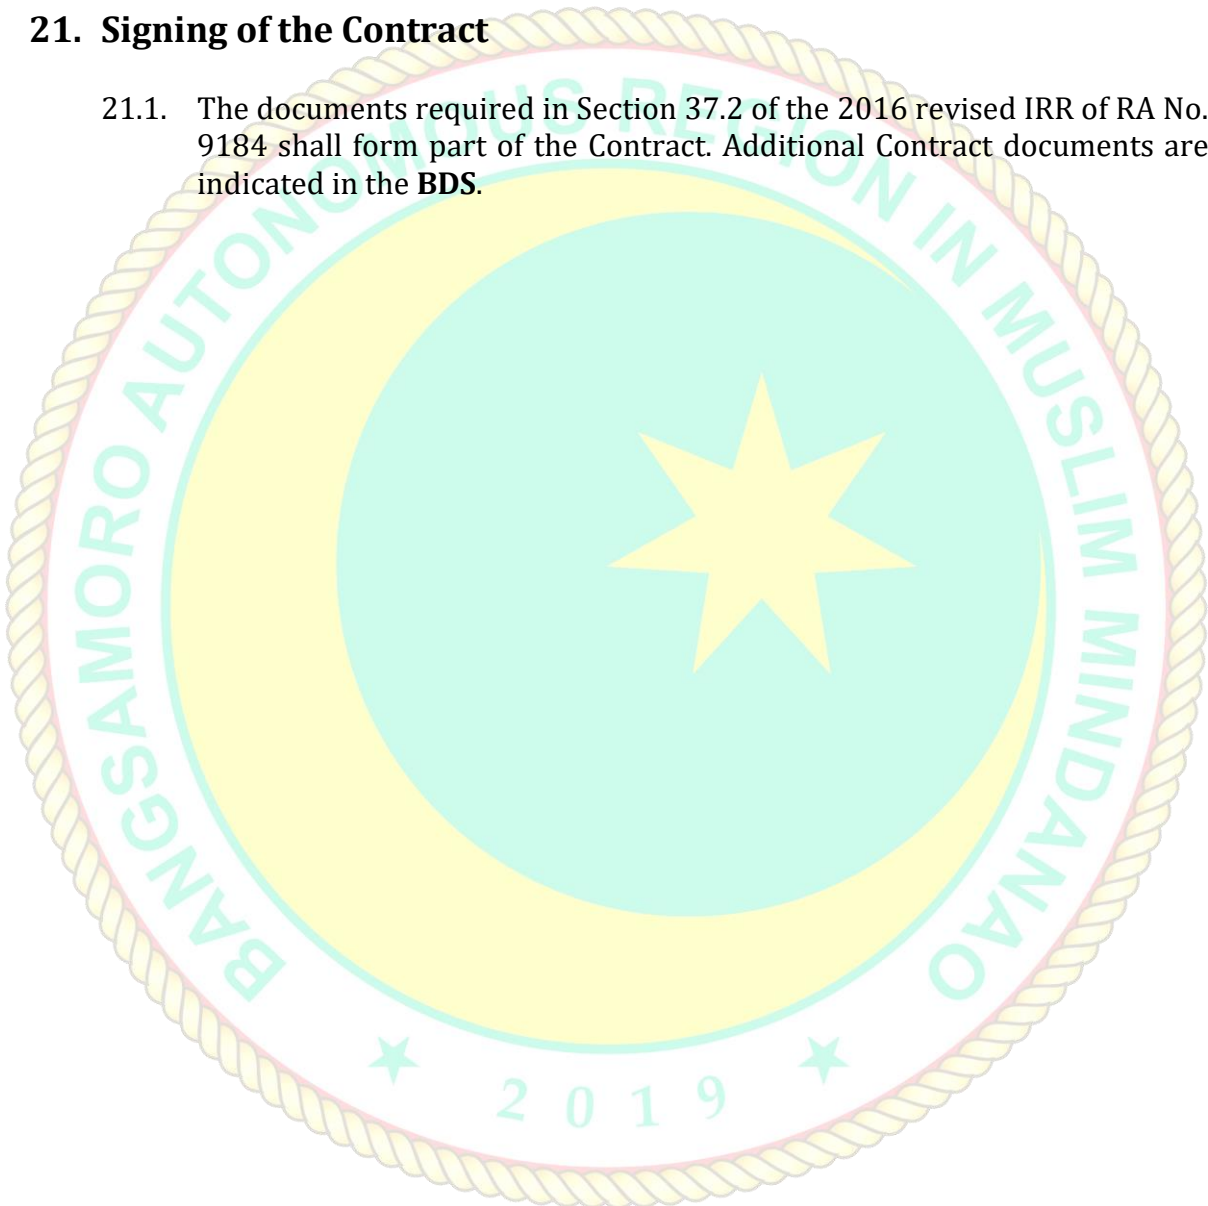 21. Signing of the Contract
21.1. The documents required in Section 37.2 of the 2016 revised IRR of RA No.
9184 shall form part of the Contract. Additional Contract documents are
indicated in the BDS.
BANGSAMORO AUTONOMOUS REGION IN MUSLIM MINDANAO
2019